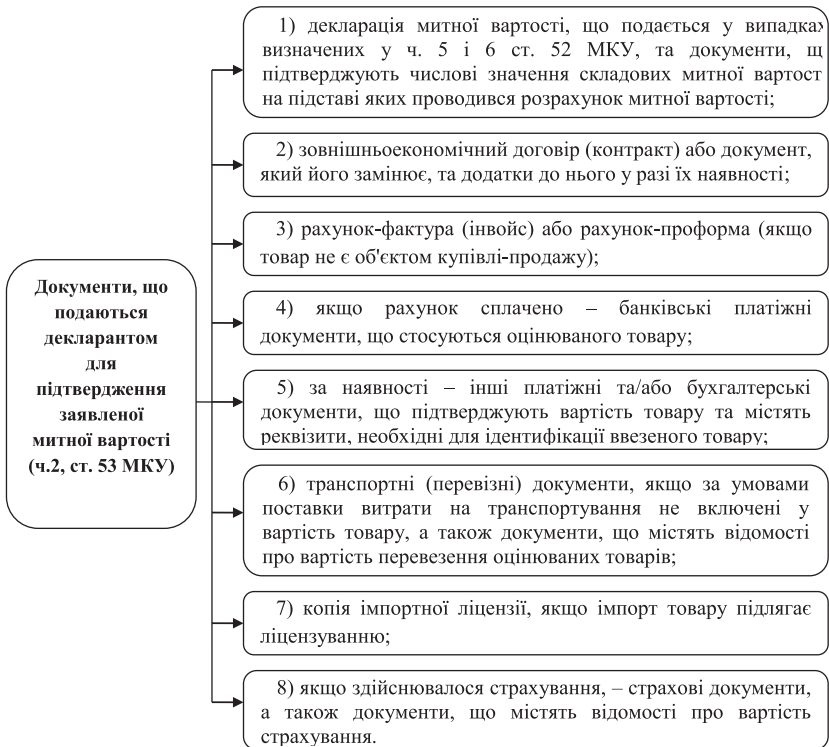 Документи, що
подаються
декларантом
для
підтвердження
заявленої
митної вартості
(ч.2, ст. 53 МКУ)
1) декларація митної вартості, що подається у випадках
визначених у ч. 5 і 6 ст. 52 МКУ, та документи, щ
підтверджують числові значення складових митної вартост
на підставі яких проводився розрахунок митної вартості;
2) зовнішньоекономічний договір (контракт) або документ,
який його замінює, та додатки до нього у разі їх наявності;
3) рахунок-фактура (інвойс) або рахунок-проформа (якщо
товар не є об'єктом купівлі-продажу);
4) якщо рахунок сплачено – банківські платіжні
документи, що стосуються оцінюваного товару;
5) за наявності – інші платіжні та/або бухгалтерські
документи, що підтверджують вартість товару та містять
реквізити, необхідні для ідентифікації ввезеного товару;
6) транспортні (перевізні) документи, якщо за умовами
поставки витрати на транспортування не включені у
вартість товару, а також документи, що містять відомості
про вартість перевезення оцінюваних товарів;
7) копія імпортної ліцензії, якщо імпорт товару підлягає
ліцензуванню;
8) якщо здійснювалося страхування, – страхові документи,
а також документи, що містять відомості про вартість
страхування.